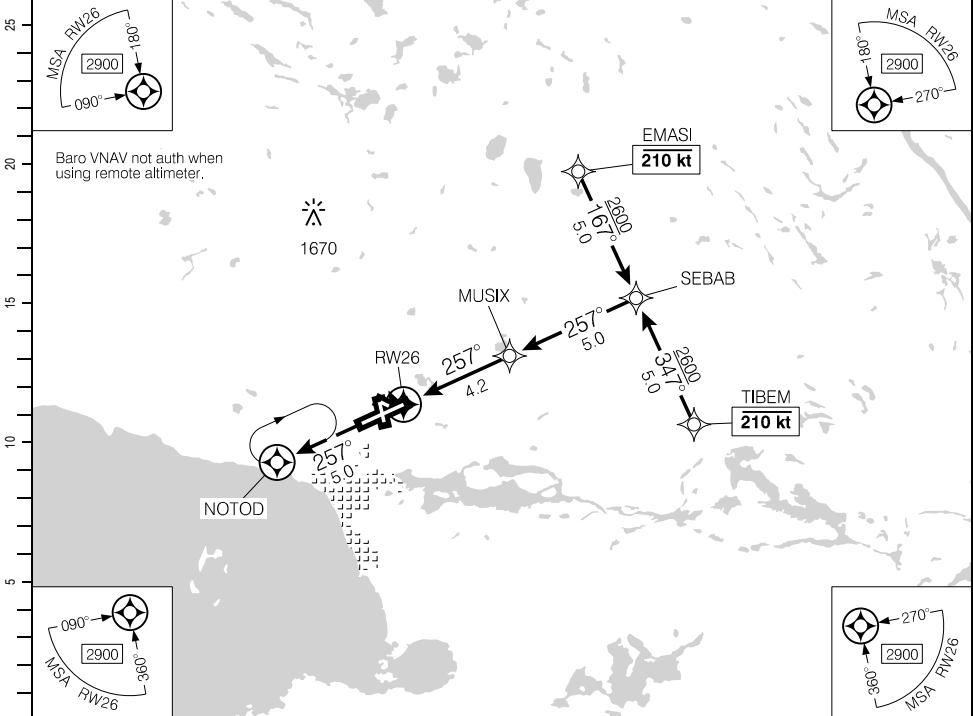 25
MSA RW26
180°
2900
090°
MSA RW26
180°
2900
270°
Baro VNAV not auth when
using remote altimeter.
20
EMASI
210 kt
1670
2600
167°
5.0
15
SEBAB
MUSIX
257°
5.0
RW26
257°
4.2
2600
347°
5.0
TIBEM
210 kt
10
257°
5.0
NOTOD
5
090°
2900
360°
MSA RW26
270°
2900
360°
MSA RW26